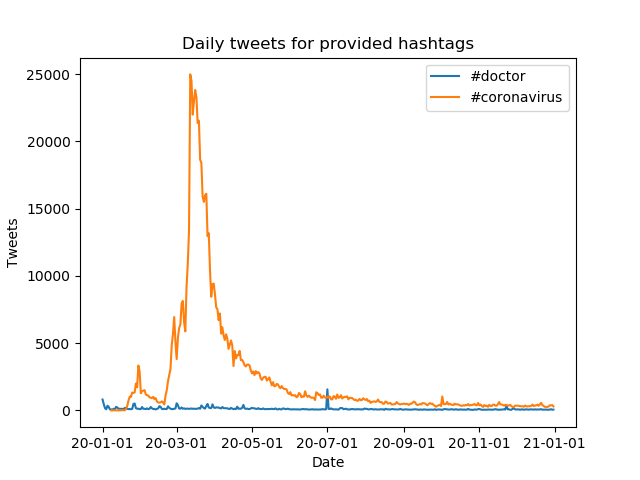 Daily tweets for provided hashtags
#doctor
#coronavirus
25000
20000
15000
10000
5000
0
Tweets
20-01-01 20-03-01 20-05-01 20-07-01 20-09-01 20-11-01 21-01-01
Date